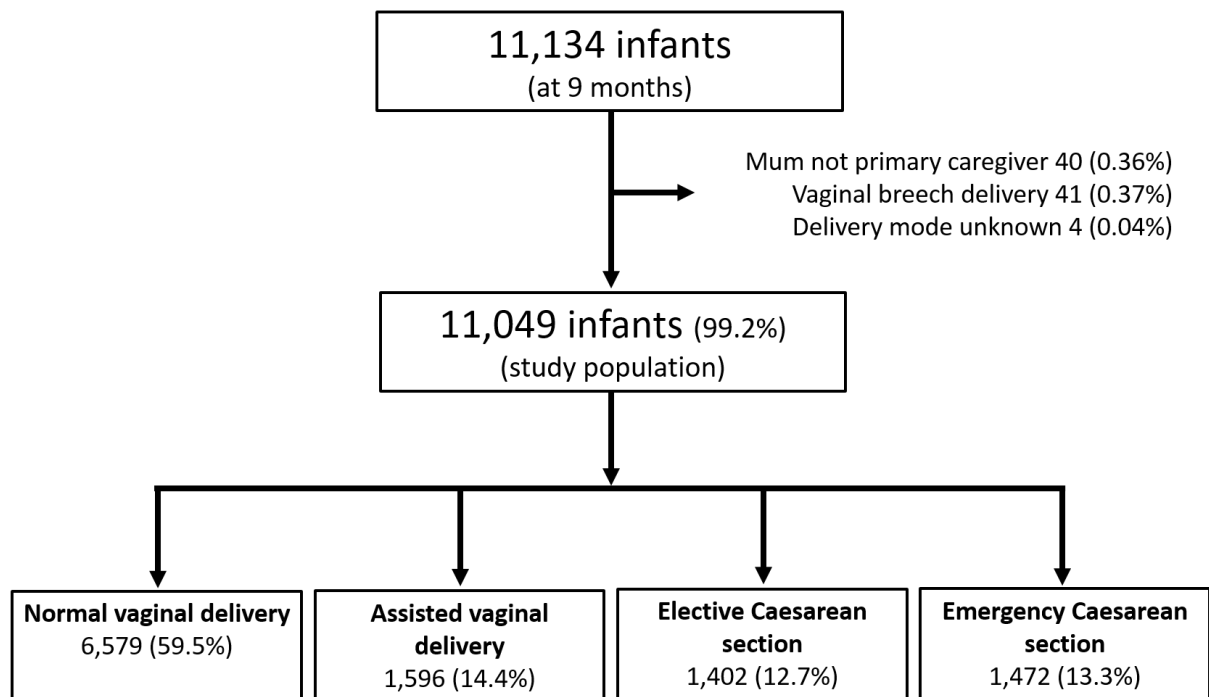 11,134 infants
(at 9 months)
Mum not primary caregiver 40 (0.36%)
Vaginal breech delivery 41 (0.37%)
Delivery mode unknown 4 (0.04%)
11,049 infants (99.2%)
(study population)
Normal vaginal delivery
6,579 (59.5%)
Assisted vaginal
delivery
1,596 (14.4%)
Elective Caesarean
section
1,402 (12.7%)
Emergency Caesarean
section
1,472 (13.3%)